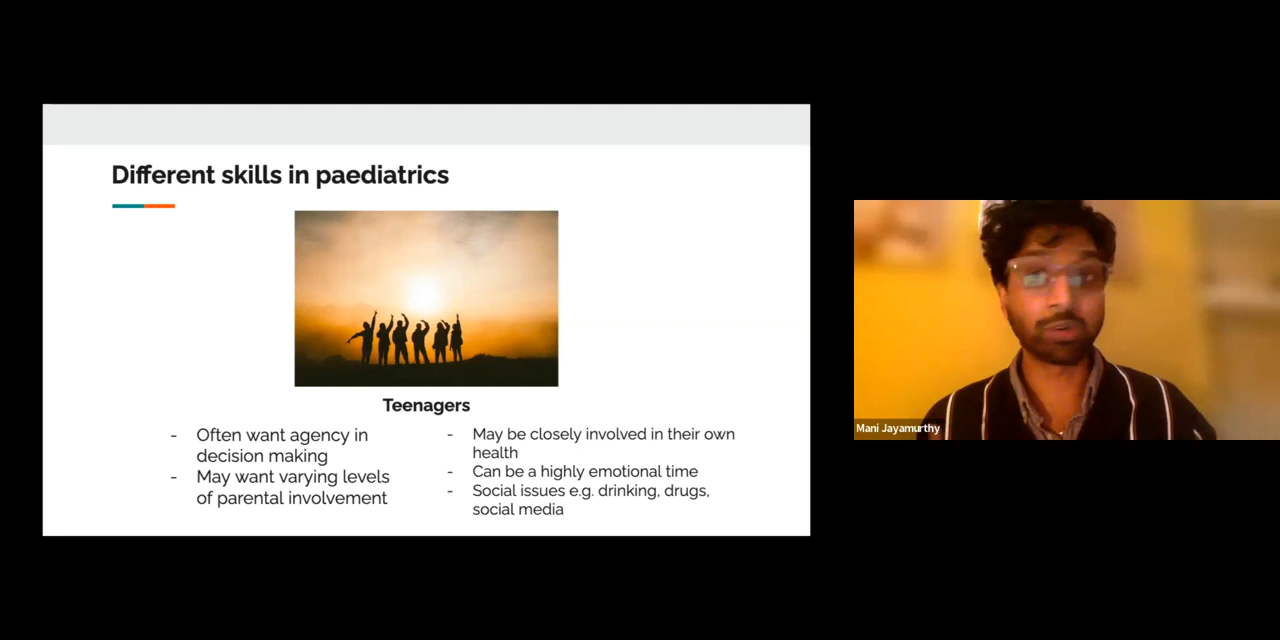 Different skills in paediatrics
Teenagers
- Often want agency in
decision making
- May want varying levels
of parental involvement
- May be closely involved in their own
health
- Can be a highly emotional time
- Social issues e.g. drinking, drugs,
social media
Mani Jayamurthy